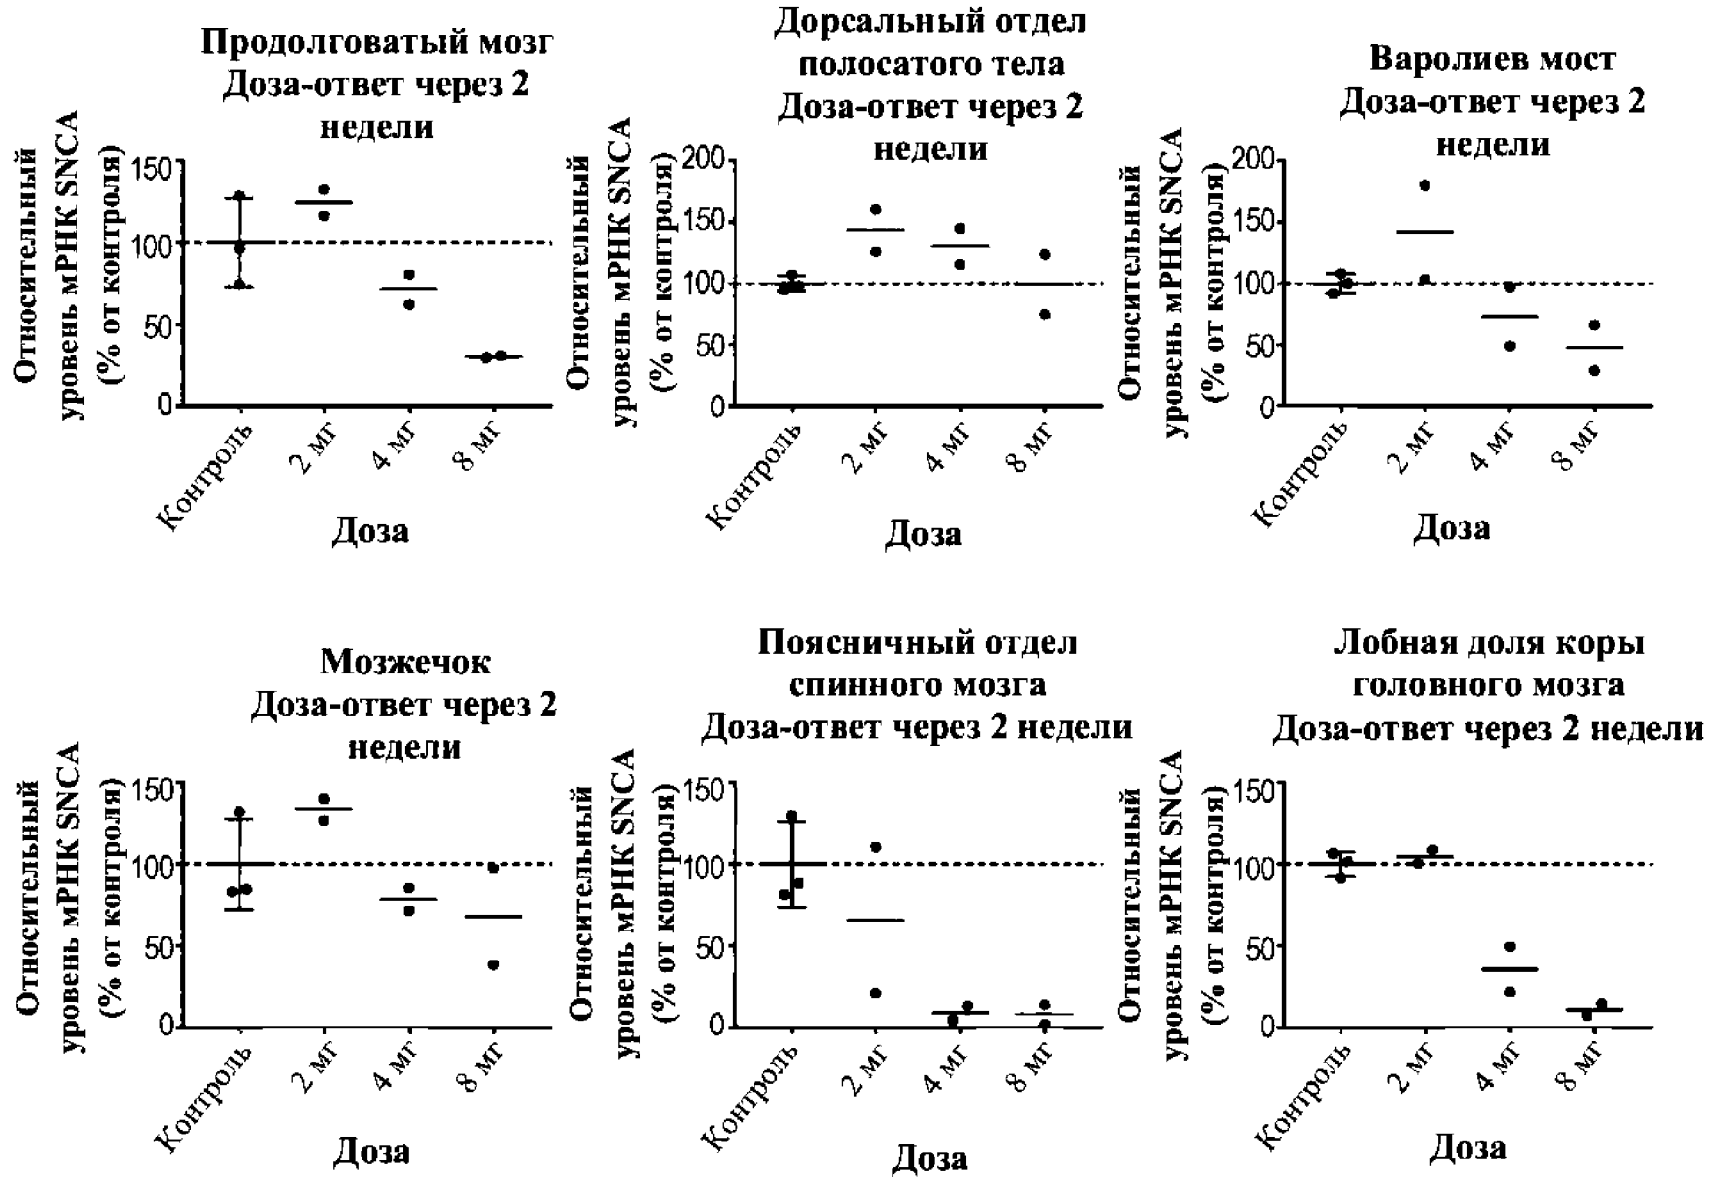 Продолговатый мозг
Доза-ответ через 2
недели
Относительный
уровень мРНК SNCA
(% от контроля)
150
100
50
0
Контроль
2 мг
4 мг
8 мг
Доза
Дорсальный отдел
полосатого тела
Доза-ответ через 2
недели
Относительный
уровень мРНК SNCA
(% от контроля)
200
150
100
50
0
Контроль
2 мг
4 мг
8 мг
Доза
Варолиев мост
Доза-ответ через 2
недели
Относительный
уровень мРНК SNCA
(% от контроля)
200
150
100
50
0
Контроль
2 мг
4 мг
8 мг
Доза
Мозжечок
Доза-ответ через 2
недели
Относительный
уровень мРНК SNCA
(% от контроля)
150
100
50
0
Контроль
2 мг
4 мг
8 мг
Доза
Поясничный отдел
спинного мозга
Доза-ответ через 2 недели
Относительный
уровень мРНК SNCA
(% от контроля)
150
100
50
0
Контроль
2 мг
4 мг
8 мг
Доза
Лобная доля коры
головного мозга
Доза-ответ через 2 недели
Относительный
уровень мРНК SNCA
(% от контроля)
150
100
50
0
Контроль
2 мг
4 мг
8 мг
Доза